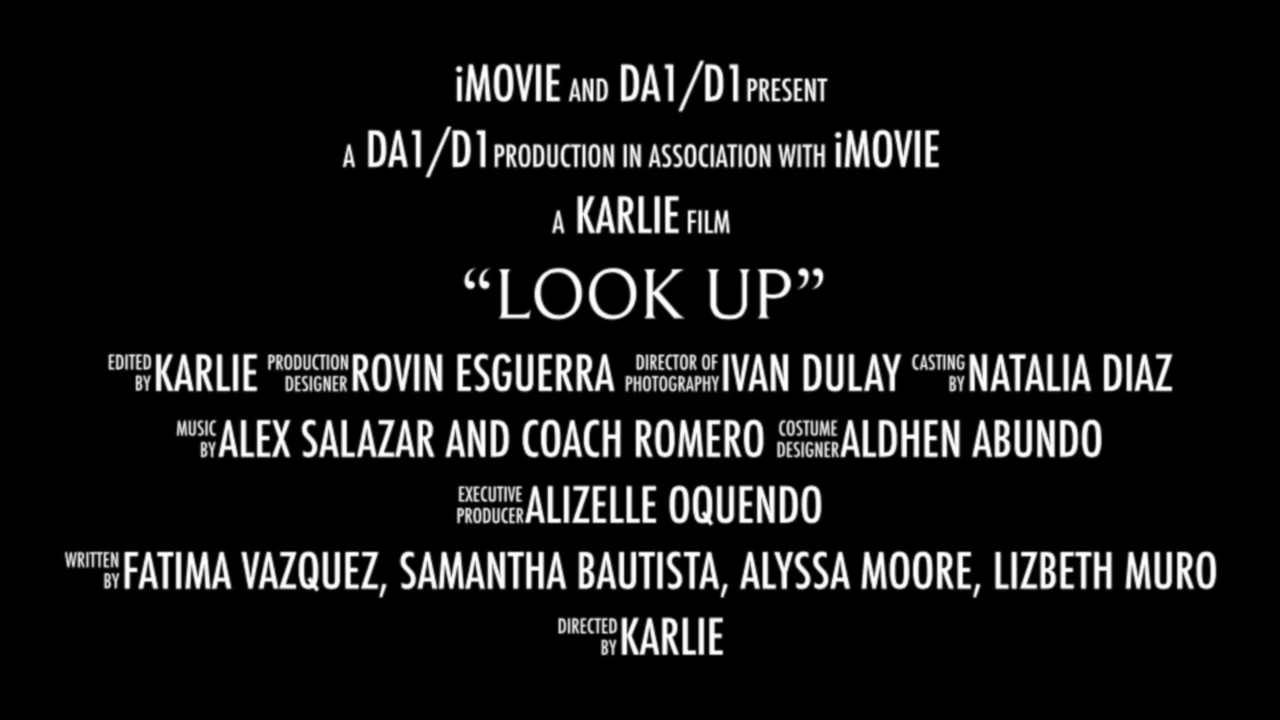 iMOVIE AND DA1/D1 PRESENT
A DA1/D1 PRODUCTION IN ASSOCIATION WITH iMOVIE
A KARLIE FILM
“LOOK UP”
EDITED BY KARLIE PRODUCTION DESIGNER ROVIN ESGUERRA DIRECTOR OF PHOTOGRAPHY IVAN DULAY CASTING BY NATALIA DIAZ
MUSIC BY ALEX SALAZAR AND COACH ROMERO COSTUME DESIGNER ALDHEN ABUNDO
EXECUTIVE PRODUCER ALIZELLE OQUENDO
WRITTEN BY FATIMA VAZQUEZ, SAMANTHA BAUTISTA, ALYSSA MOORE, LIZBETH MURO
DIRECTED BY KARLIE